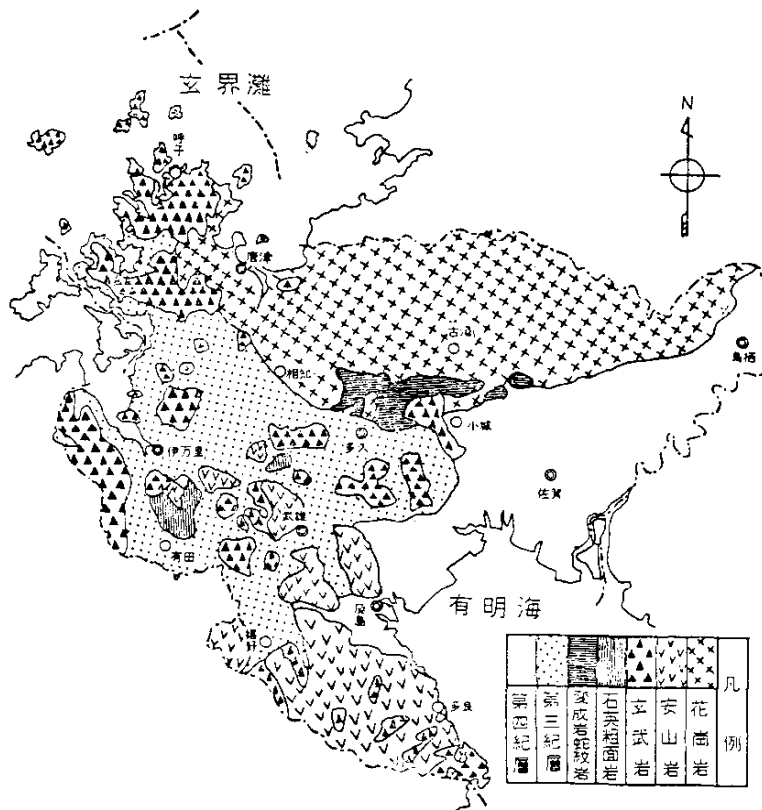 玄界灘
N
呼子
唐津
古湯
鳥栖
相知
小城
多久
伊万里
佐賀
武雄
有田
有明海
鹿島
嬉野
多良
凡例
花崗岩
安山岩
玄武岩
石英粗面岩
変成岩蛇紋岩
第三紀層
第四紀層